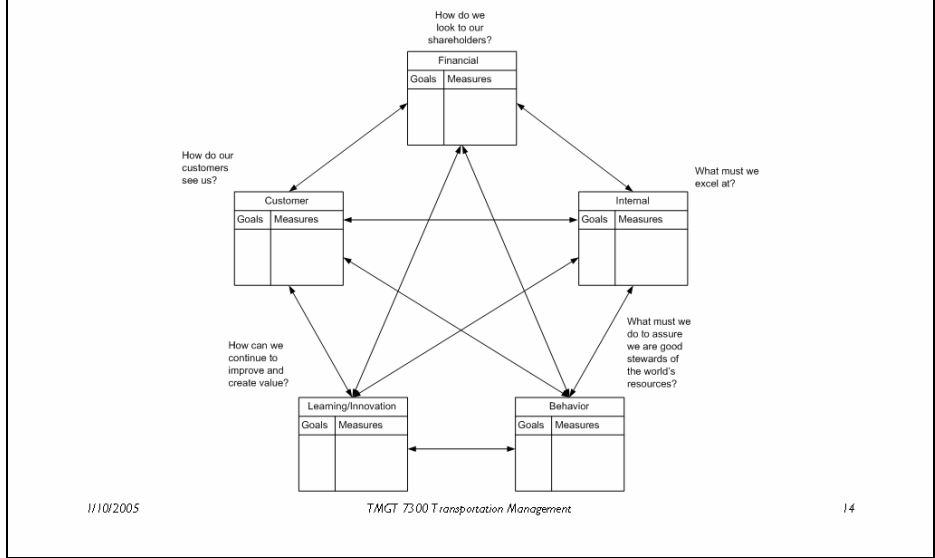 How do we
look to our
shareholders?
Financial
Goals Measures
How do our
customers
see us?
What must we
excel at?
Customer
Goals Measures
Internal
Goals Measures
How can we
continue to
improve and
create value?
What must we
do to assure
we are good
stewards of
the world's
resources?
Learning/Innovation
Goals Measures
Behavior
Goals Measures
1/10/2005 TMGT 7300 Transportation Management 14